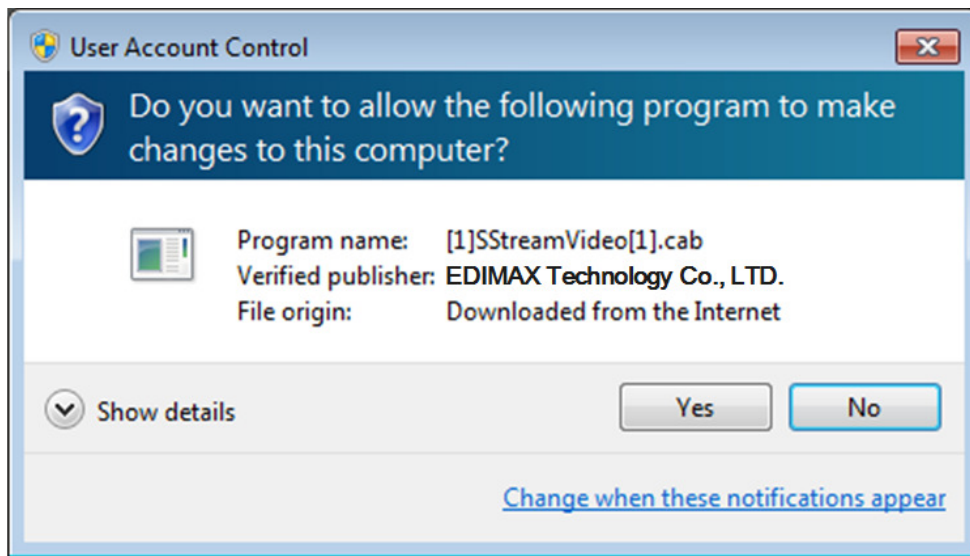 User Account Control
Do you want to allow the following program to make
changes to this computer?
Program name: [1]SStreamVideo[1].cab
Verified publisher: EDIMAX Technology Co., LTD.
File origin: Downloaded from the Internet
Show details
Yes
No
Change when these notifications appear